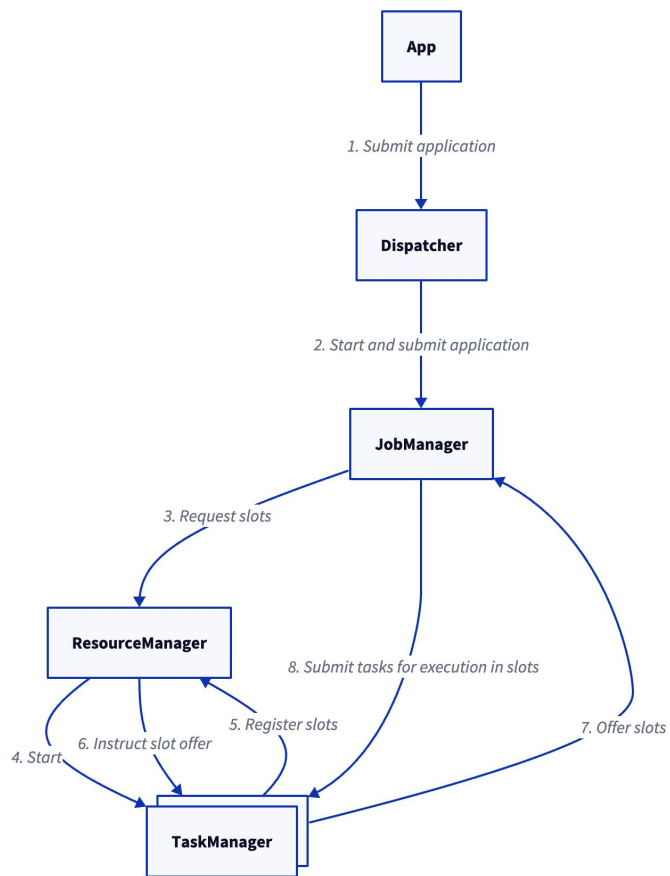 App
1. Submit application
Dispatcher
2. Start and submit application
JobManager
3. Request slots
ResourceManager
8. Submit tasks for execution in slots
5. Register slots
7. Offer slots
6. Instruct slot offer
4. Start
TaskManager